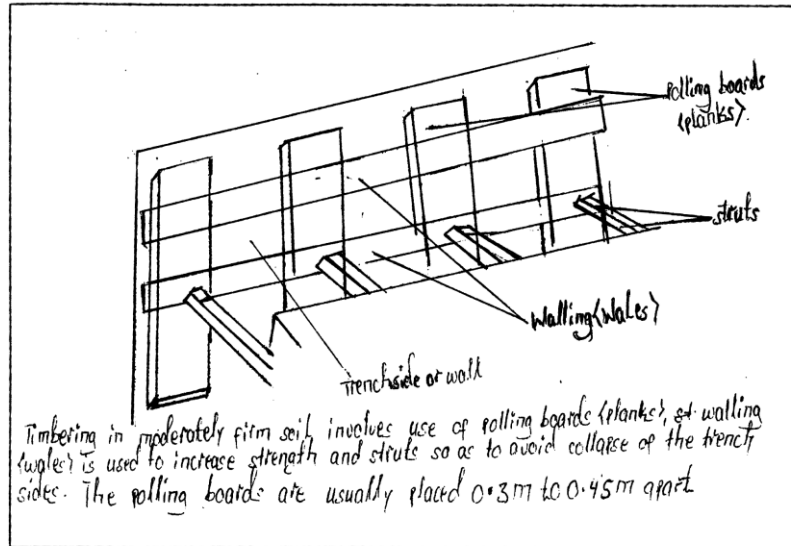 polling boards
(planks).
struts
Walling (Wales)
Trench side or wall
Timbering in moderately firm soil involves use of polling boards (planks), walling
(wales) is used to increase strength and struts so as to avoid collapse of the trench
sides. The polling boards are usually placed 0.3m to 0.45m apart